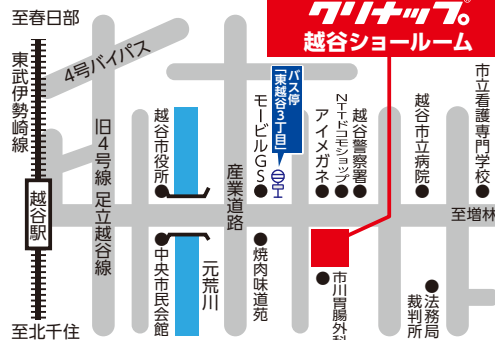 至春日部
クリナップ。
越谷ショールーム
4号バイパス
東武伊勢崎線
バス停
「東越谷3丁目」
旧4号線 足立越谷線
越谷市役所
産業道路
モービルGS
アイメガネ
NTTドコモショップ
越谷警察署
越谷市立病院
市立看護専門学校
越谷駅
至増林
中央市民会館
元荒川
焼肉味道苑
市川胃腸外科
法務局
裁判所
至北千住